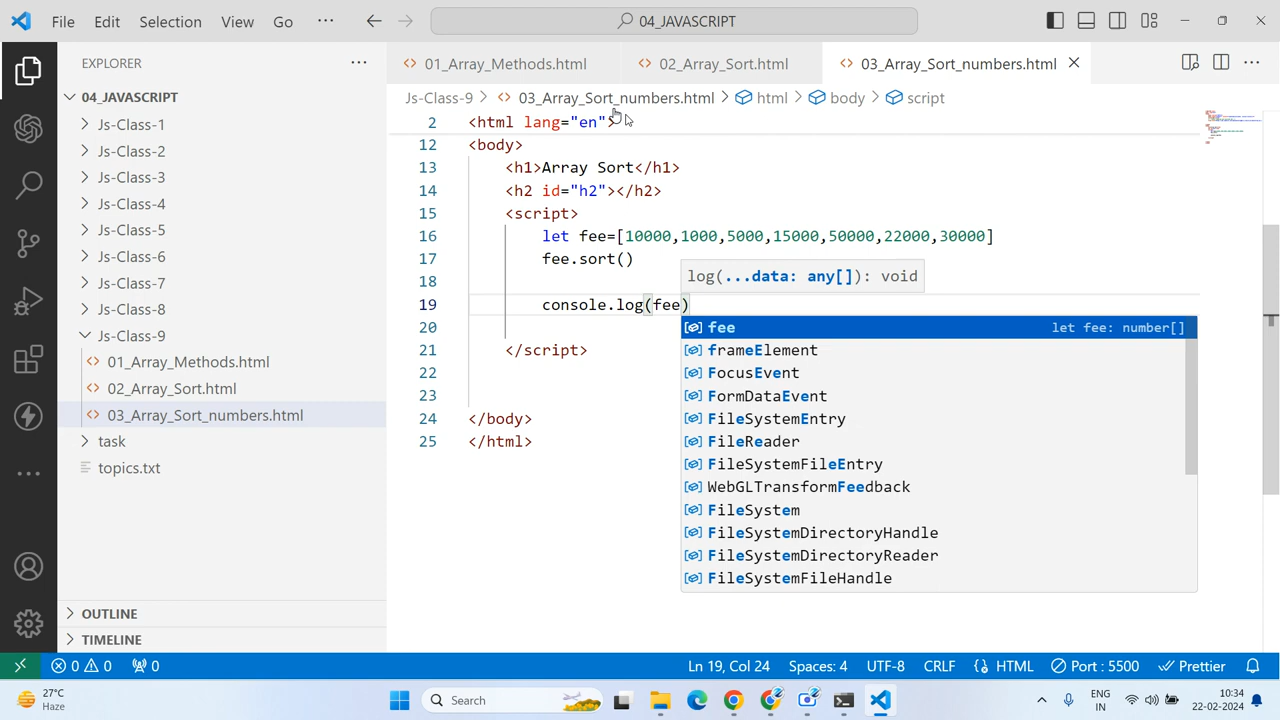 File Edit Selection View Go ··· 04_JAVASCRIPT
EXPLORER ···
04_JAVASCRIPT
Js-Class-1
Js-Class-2
Js-Class-3
Js-Class-4
Js-Class-5
Js-Class-6
Js-Class-7
Js-Class-8
Js-Class-9
01_Array_Methods.html
02_Array_Sort.html
03_Array_Sort_numbers.html
task
topics.txt
OUTLINE
TIMELINE
01_Array_Methods.html 02_Array_Sort.html 03_Array_Sort_numbers.html
Js-Class-9 > 03_Array_Sort_numbers.html > html > body > script
2 <html lang="en">
12 <body>
13 <h1>Array Sort</h1>
14 <h2 id="h2"></h2>
15 <script>
16 let fee=[10000,1000,5000,15000,50000,22000,30000]
17 fee.sort()
18
log(...data: any[]): void
19 console.log(fee)
20
21 </script>
22
23
24 </body>
25 </html>
fee let fee: number[]
frameElement
FocusEvent
FormDataEvent
FileSystemEntry
FileReader
FileSystemFileEntry
WebGLTransformFeedback
FileSystem
FileSystemDirectoryHandle
FileSystemDirectoryReader
FileSystemFileHandle
0 0 0 Ln 19, Col 24 Spaces: 4 UTF-8 CRLF HTML Port : 5500 Prettier
27°C
Haze
Search
ENG
IN
10:34
22-02-2024